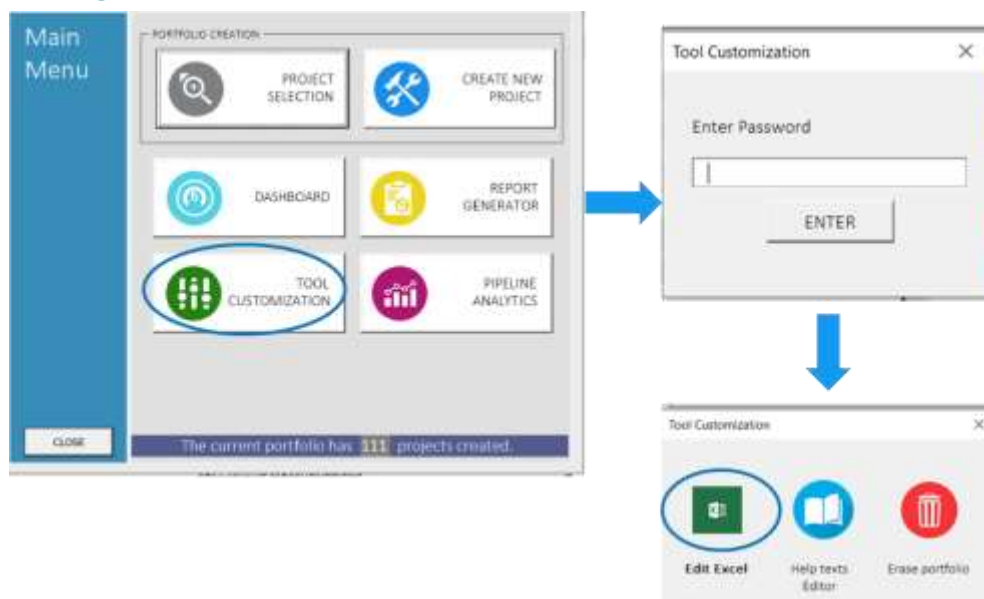 Main
Menu
PORTFOLIO CREATION
PROJECT
SELECTION
CREATE NEW
PROJECT
DASHBOARD
REPORT
GENERATOR
TOOL
CUSTOMIZATION
PIPELINE
ANALYTICS
CLOSE
The current portfolio has 111 projects created.
Tool Customization
Enter Password
ENTER
Tool Customization
Edit Excel
Help texts
Editor
Erase portfolio